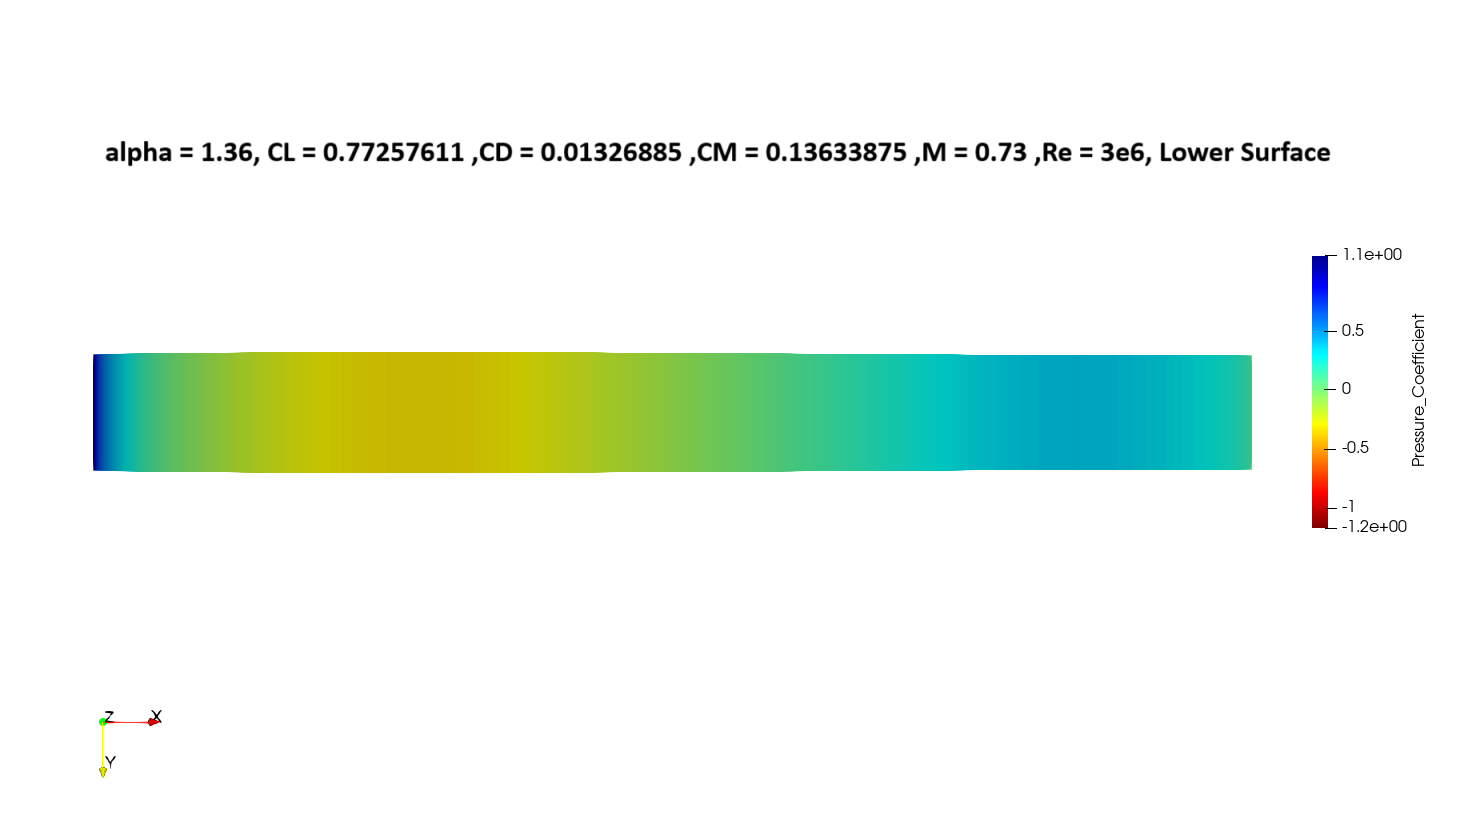 alpha = 1.36, CL = 0.77257611 ,CD = 0.01326885 ,CM = 0.13633875 ,M = 0.73 ,Re = 3e6, Lower Surface
1.1e+00
0.5
0
-0.5
-1
-1.2e+00
Pressure_Coefficient
Z
X
Y